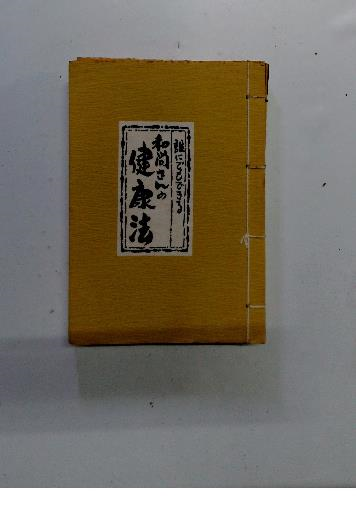 誰にでもできる
和尚さんの
健康法